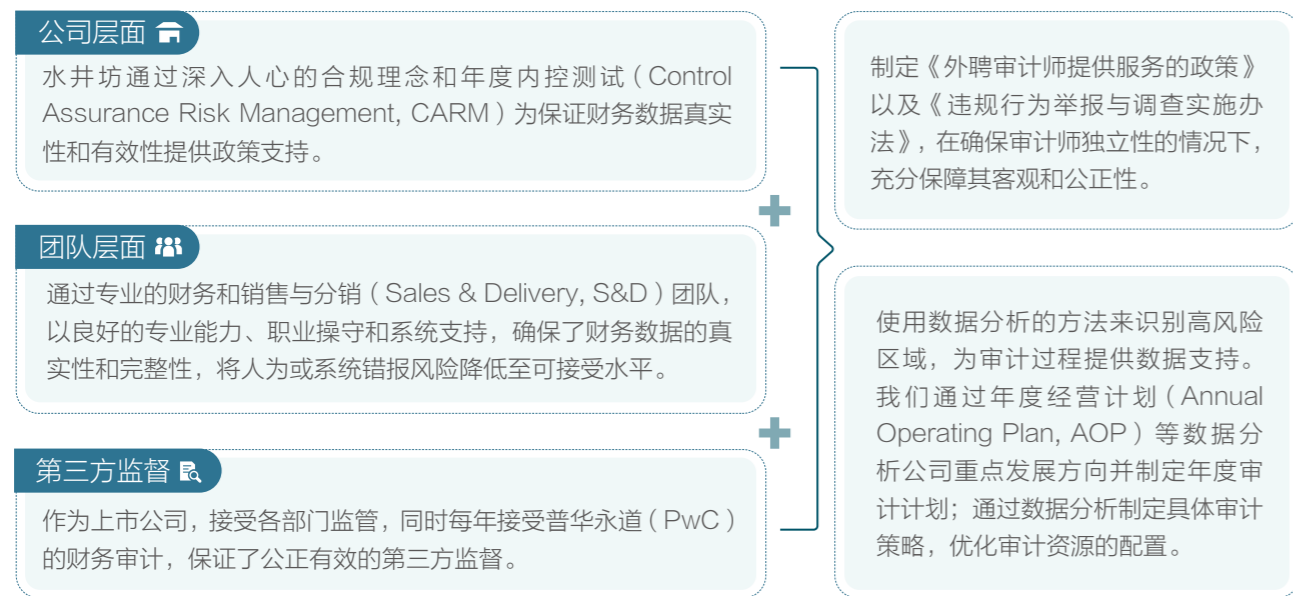 公司层面
水井坊通过深入人心的合规理念和年度内控测试（Control
Assurance Risk Management, CARM）为保证财务数据真实
性和有效性提供政策支持。
团队层面
通过专业的财务和销售与分销（Sales & Delivery, S&D）团队，
以良好的专业能力、职业操守和系统支持，确保了财务数据的真
实性和完整性，将人为或系统错报风险降低至可接受水平。
第三方监督
作为上市公司，接受各部门监管，同时每年接受普华永道（PwC）
的财务审计，保证了公正有效的第三方监督。
制定《外聘审计师提供服务的政策》
以及《违规行为举报与调查实施办
法》，在确保审计师独立性的情况下，
充分保障其客观和公正性。
使用数据分析的方法来识别高风险
区域，为审计过程提供数据支持。
我们通过年度经营计划（Annual
Operating Plan, AOP）等数据分
析公司重点发展方向并制定年度审
计计划；通过数据分析制定具体审计
策略，优化审计资源的配置。